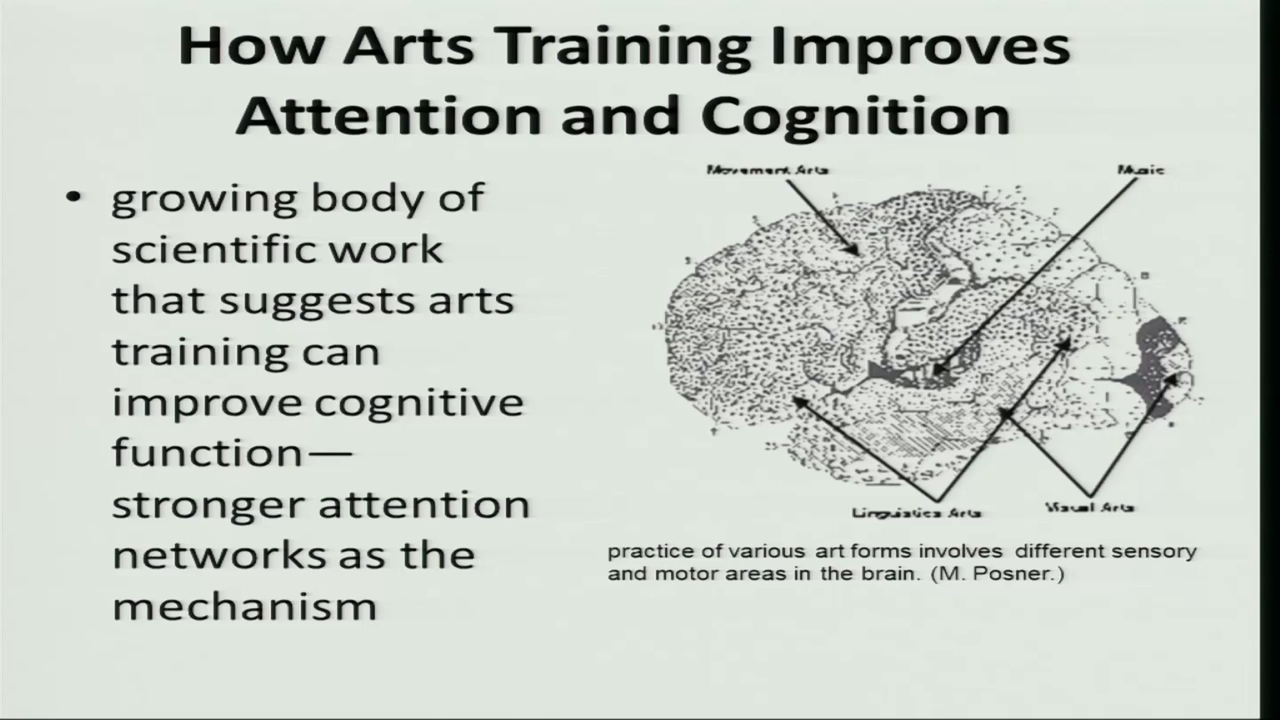 How Arts Training Improves
Attention and Cognition
• growing body of
scientific work
that suggests arts
training can
improve cognitive
function—
stronger attention
networks as the
mechanism
Movement Arts
Music
Linguistics Arts
Visual Arts
practice of various art forms involves different sensory
and motor areas in the brain. (M. Posner.)